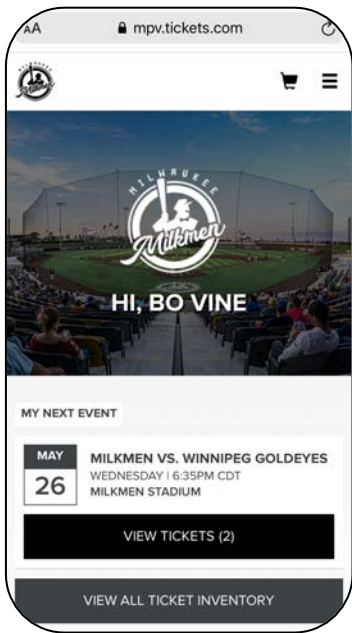 AA
mpv.tickets.com
Milkmen
MILWAUKEE
Milkmen
HI, BO VINE
MY NEXT EVENT
MAY
26
MILKMEN VS. WINNIPEG GOLDEYES
WEDNESDAY | 6:35PM CDT
MILKMEN STADIUM
VIEW TICKETS (2)
VIEW ALL TICKET INVENTORY